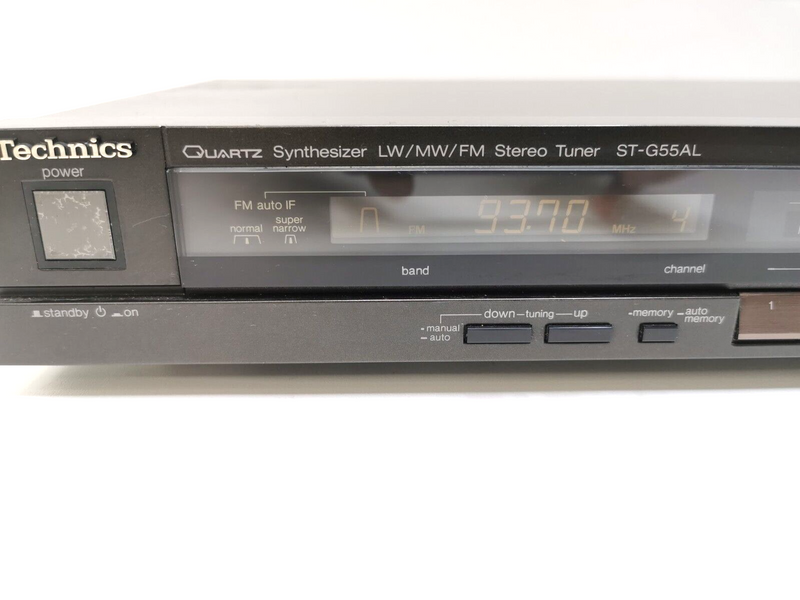 Technics
QUARTZ Synthesizer LW/MW/FM Stereo Tuner ST-G55AL
power
FM auto IF
normal
super
narrow
FM 93.70 MHz 4
band
channel
standby on
manual
auto
down tuning up
memory
auto
memory
1